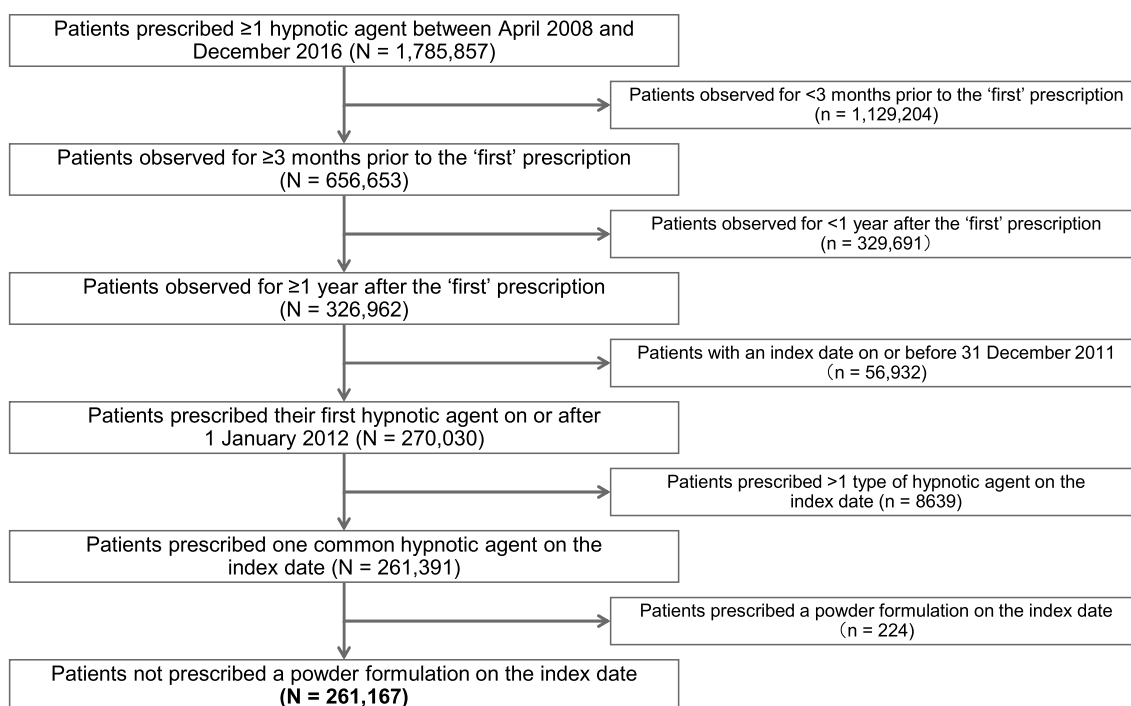 Patients prescribed ≥1 hypnotic agent between April 2008 and
December 2016 (N = 1,785,857)
Patients observed for <3 months prior to the ‘first’ prescription
(n = 1,129,204)
Patients observed for ≥3 months prior to the ‘first’ prescription
(N = 656,653)
Patients observed for <1 year after the ‘first’ prescription
(n = 329,691）
Patients observed for ≥1 year after the ‘first’ prescription
(N = 326,962)
Patients with an index date on or before 31 December 2011
（n = 56,932)
Patients prescribed their first hypnotic agent on or after
1 January 2012 (N = 270,030)
Patients prescribed >1 type of hypnotic agent on the
index date (n = 8639)
Patients prescribed one common hypnotic agent on the
index date (N = 261,391)
Patients prescribed a powder formulation on the index date
（n = 224)
Patients not prescribed a powder formulation on the index date
(N = 261,167)